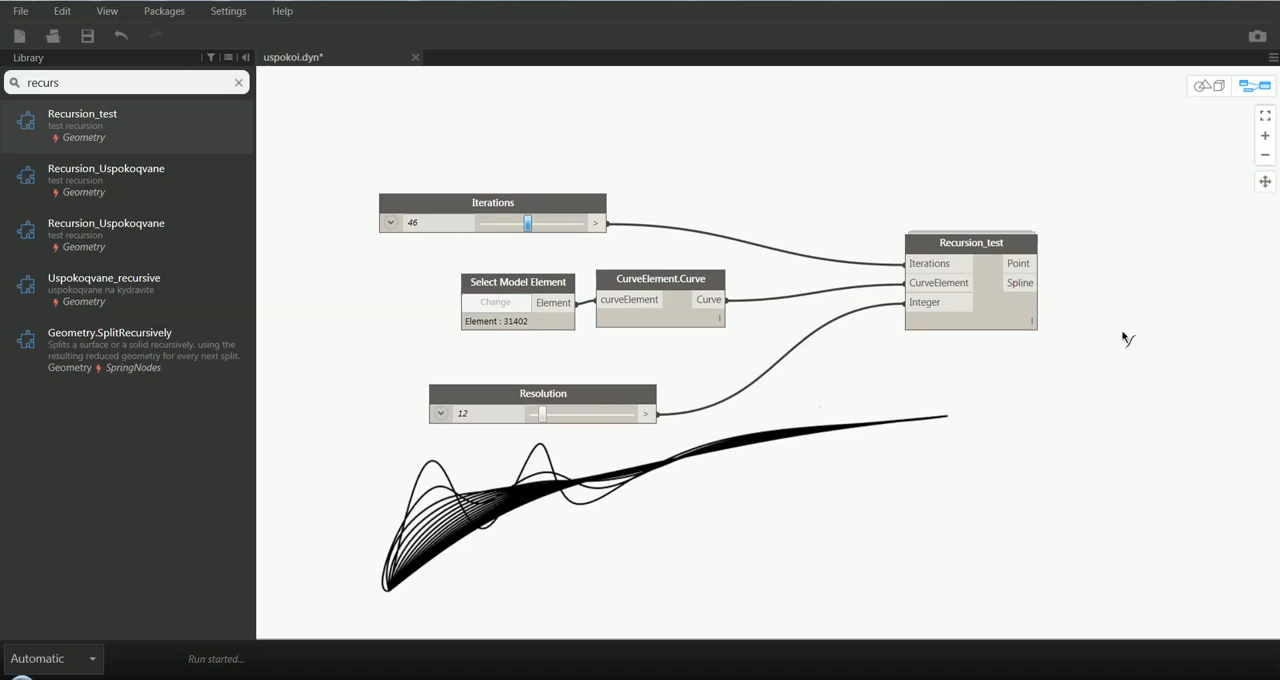 File Edit View Packages Settings Help
Library
uspokoi.dyn*
recurs
Recursion_test
test recursion
Geometry
Recursion_Uspokoqvane
test recursion
Geometry
Recursion_Uspokoqvane
test recursion
Geometry
Uspokoqvane_recursive
uspokoqvane na kydravite
Geometry
Geometry.SplitRecursively
Splits a surface or a solid recursively, using the
resulting reduced geometry for every next split.
Geometry SpringNodes
Iterations
46 >
Select Model Element
Change Element
Element : 31402
CurveElement.Curve
curveElement Curve
Recursion_test
Iterations Point
CurveElement Spline
Integer
Resolution
12 >
Automatic Run started...